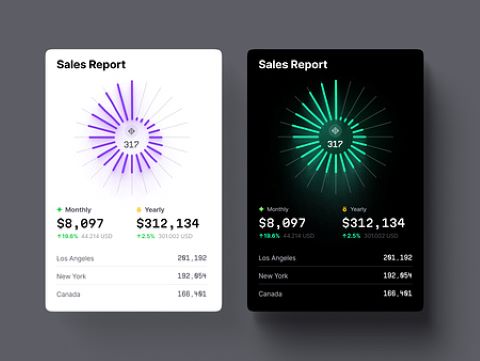 Sales Report
317
Monthly
Yearly
$8,097
$312,134
19.6% 44.214 USD
2.5% 301.002 USD
Los Angeles 201,192
New York 192,054
Canada 166,401
Sales Report
317
Monthly
Yearly
$8,097
$312,134
19.6% 44.214 USD
2.5% 301.002 USD
Los Angeles 201,192
New York 192,054
Canada 166,401